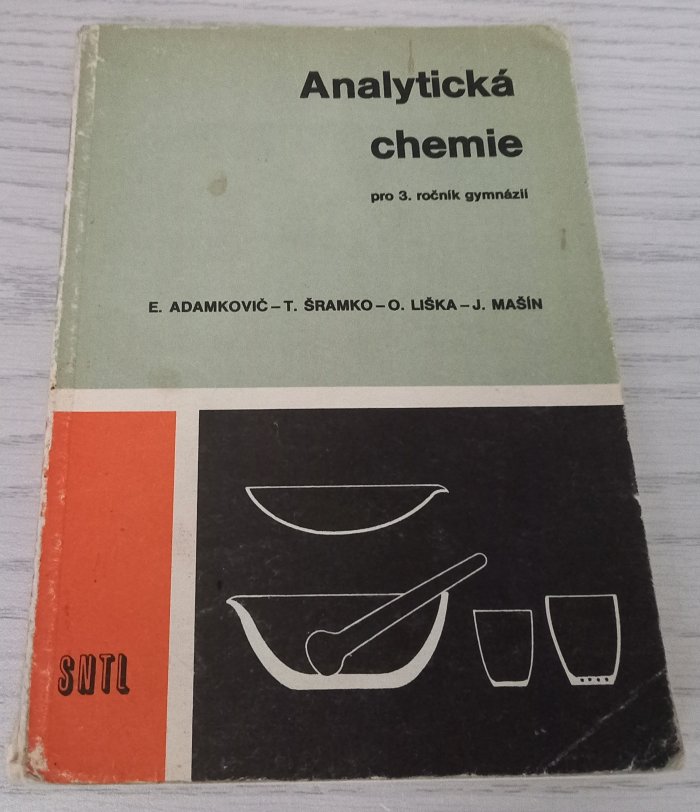 Analytická
chemie
pro 3. ročník gymnázií
E. ADAMKOVIČ – T. ŠRAMKO – O. LIŠKA – J. MAŠÍN
SNTL